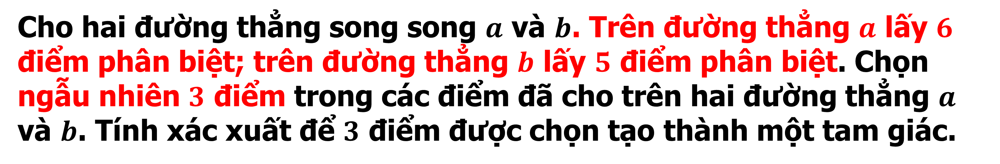 Cho hai đường thẳng song song a và b. Trên đường thẳng a lấy 6
điểm phân biệt; trên đường thẳng b lấy 5 điểm phân biệt. Chọn
ngẫu nhiên 3 điểm trong các điểm đã cho trên hai đường thẳng a
và b. Tính xác xuất để 3 điểm được chọn tạo thành một tam giác.